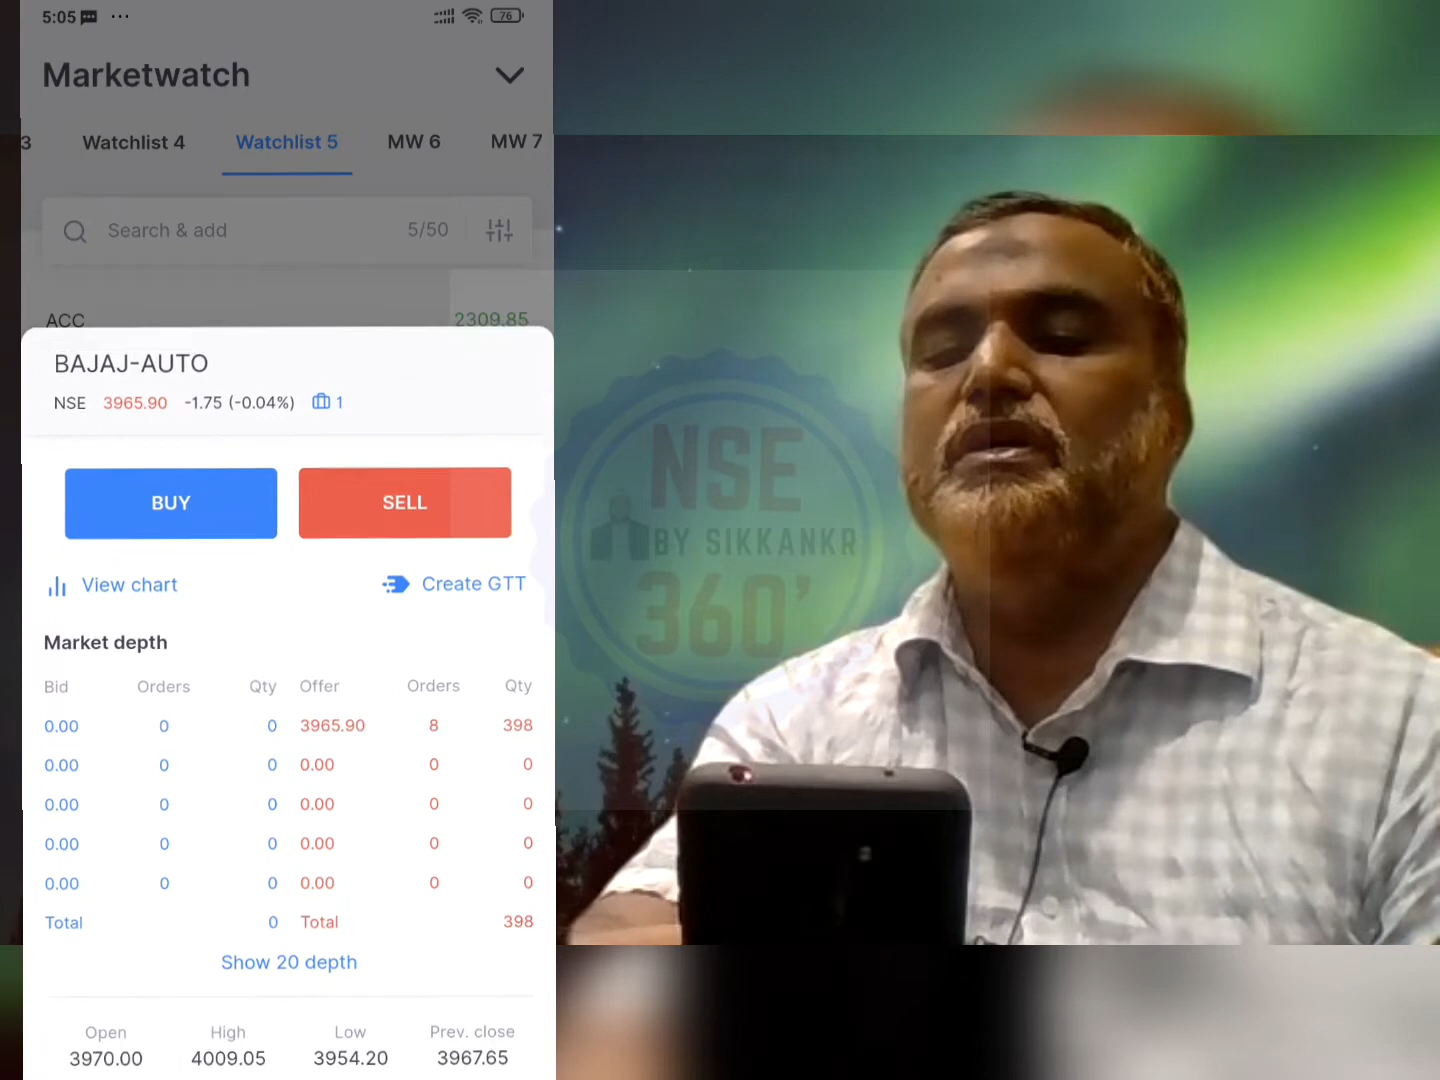 5:05 ... 76
Marketwatch
3 Watchlist 4 Watchlist 5 MW 6 MW 7
Search & add 5/50
ACC 2309.85
BAJAJ-AUTO
NSE 3965.90 -1.75 (-0.04%) 1
BUY SELL
View chart Create GTT
Market depth
Bid Orders Qty Offer Orders Qty
0.00 0 0 3965.90 8 398
0.00 0 0 0.00 0 0
0.00 0 0 0.00 0 0
0.00 0 0 0.00 0 0
0.00 0 0 0.00 0 0
Total 0 Total 398
Show 20 depth
Open High Low Prev. close
3970.00 4009.05 3954.20 3967.65
NSE
BY SIKKANKR
360'